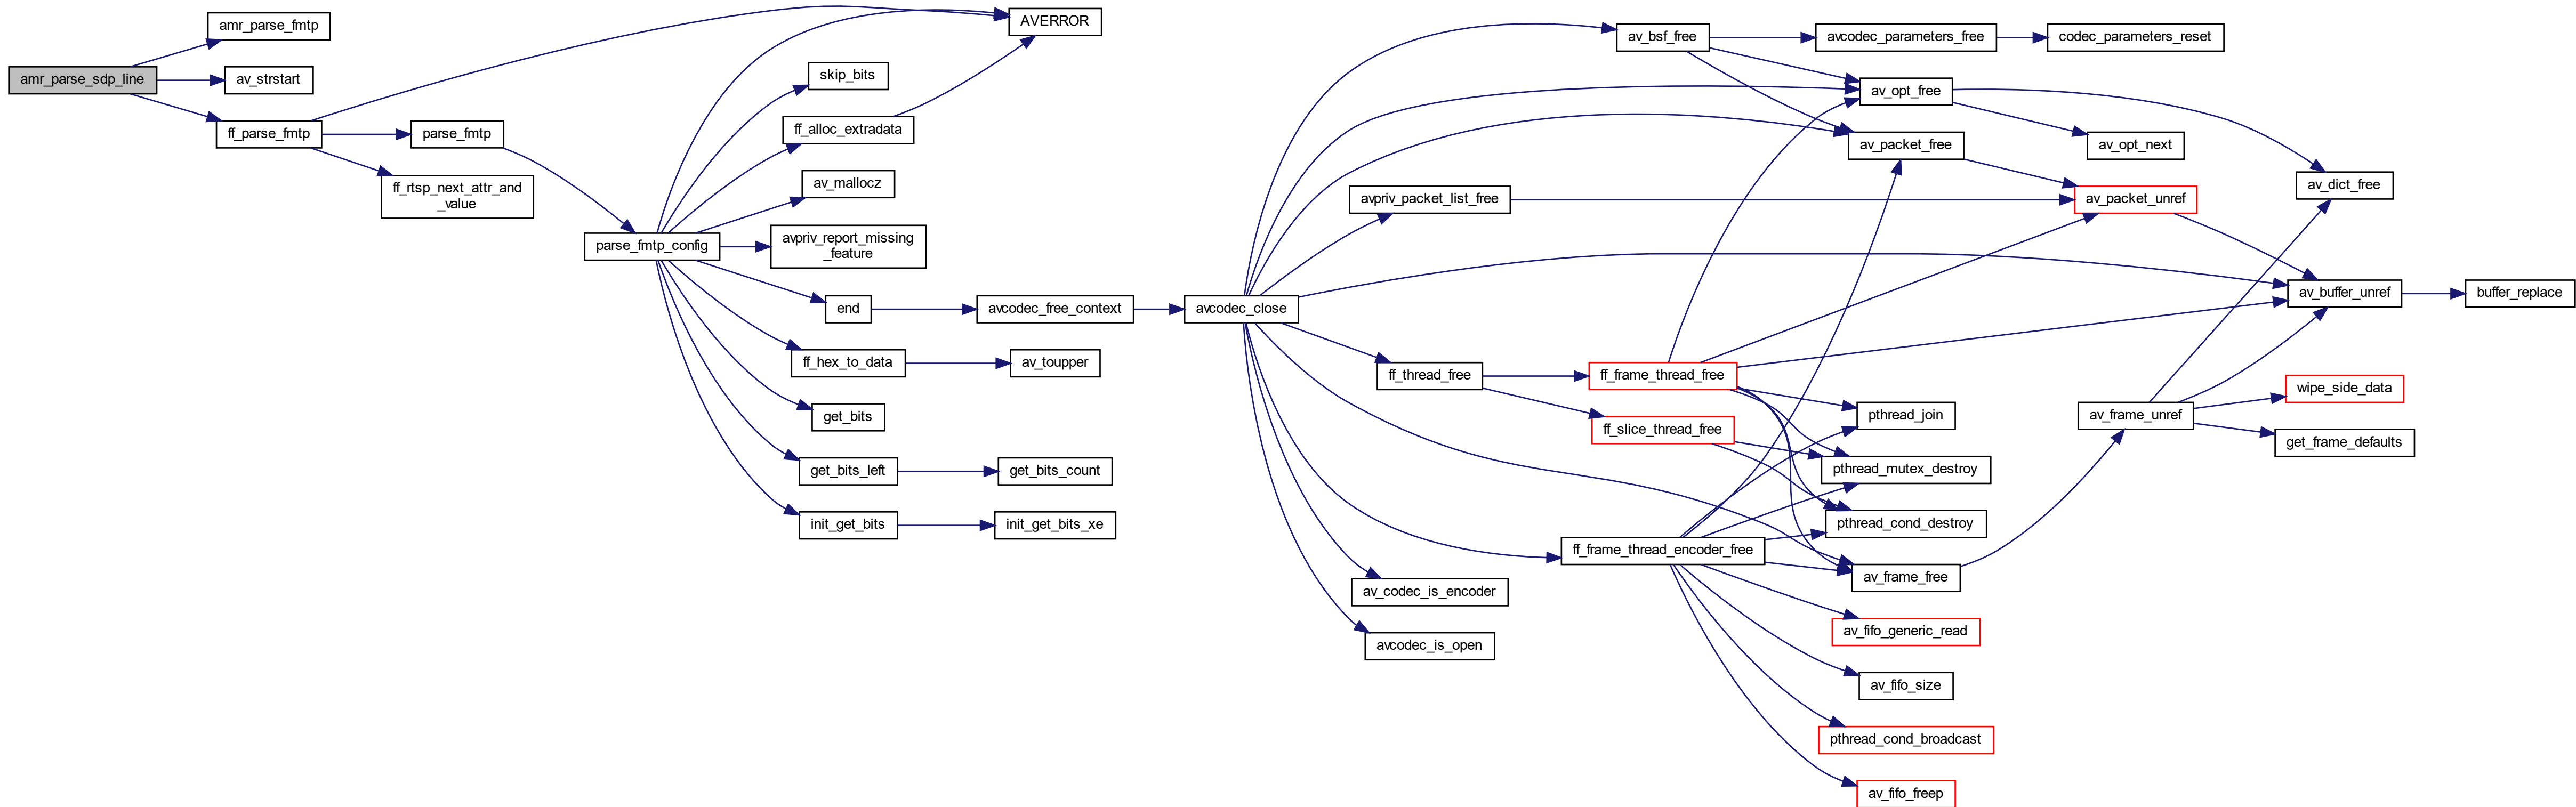 amr_parse_sdp_line
amr_parse_fmtp
av_strstart
ff_parse_fmtp
parse_fmtp
ff_rtsp_next_attr_and
_value
parse_fmtp_config
AVERROR
skip_bits
ff_alloc_extradata
av_mallocz
avpriv_report_missing
_feature
end
ff_hex_to_data
get_bits
get_bits_left
init_get_bits
avcodec_free_context
av_toupper
get_bits_count
init_get_bits_xe
avcodec_close
avpriv_packet_list_free
ff_thread_free
av_codec_is_encoder
avcodec_is_open
av_bsf_free
ff_frame_thread_free
ff_slice_thread_free
ff_frame_thread_encoder_free
avcodec_parameters_free
av_opt_free
av_packet_free
pthread_join
pthread_mutex_destroy
pthread_cond_destroy
av_frame_free
av_fifo_generic_read
av_fifo_size
pthread_cond_broadcast
av_fifo_freep
codec_parameters_reset
av_opt_next
av_packet_unref
av_frame_unref
av_dict_free
av_buffer_unref
wipe_side_data
get_frame_defaults
buffer_replace